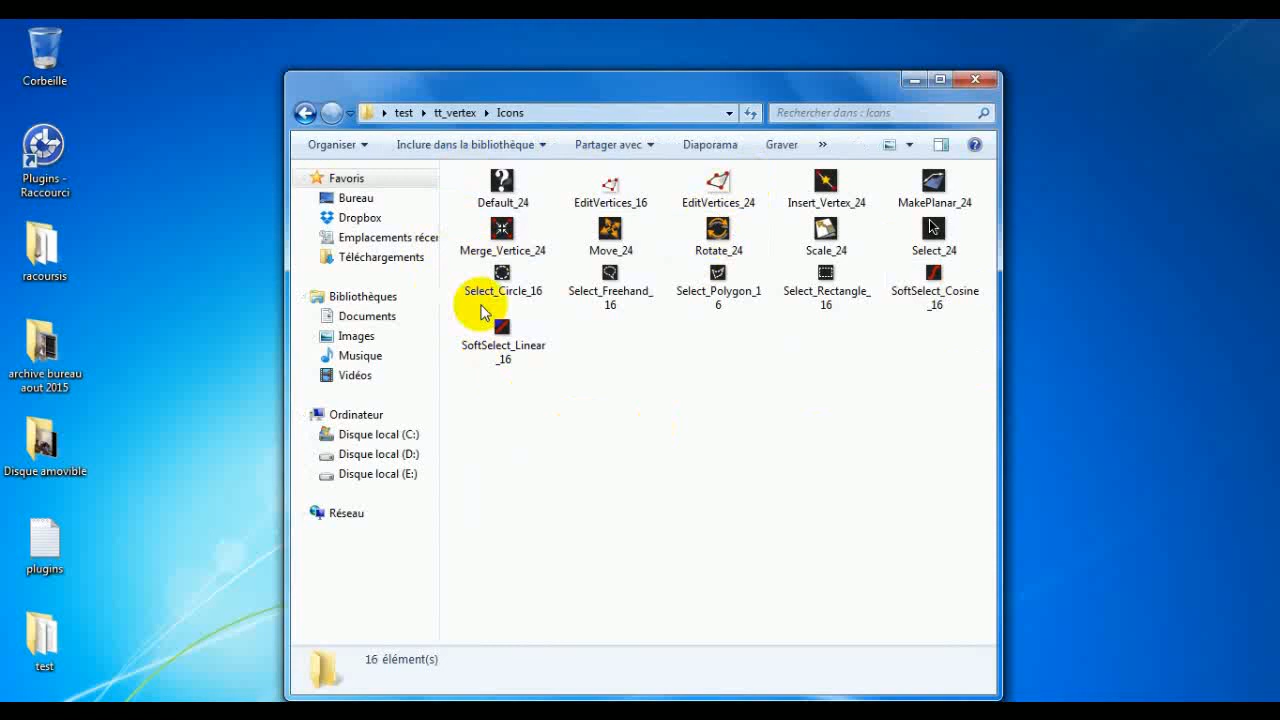 Corbeille
Plugins -
Raccourci
racoursis
archive bureau
aout 2015
Disque amovible
plugins
test
test
tt_vertex
Icons
Rechercher dans : Icons
Organiser
Inclure dans la bibliothèque
Partager avec
Diaporama
Graver
»
Favoris
Bureau
Dropbox
Emplacements récer
Téléchargements
Bibliothèques
Documents
Images
Musique
Vidéos
Ordinateur
Disque local (C:)
Disque local (D:)
Disque local (E:)
Réseau
Default_24
EditVertices_16
EditVertices_24
Insert_Vertex_24
MakePlanar_24
Merge_Vertice_24
Move_24
Rotate_24
Scale_24
Select_24
Select_Circle_16
Select_Freehand_
16
Select_Polygon_1
6
Select_Rectangle_
16
SoftSelect_Cosine
_16
SoftSelect_Linear
_16
16 élément(s)